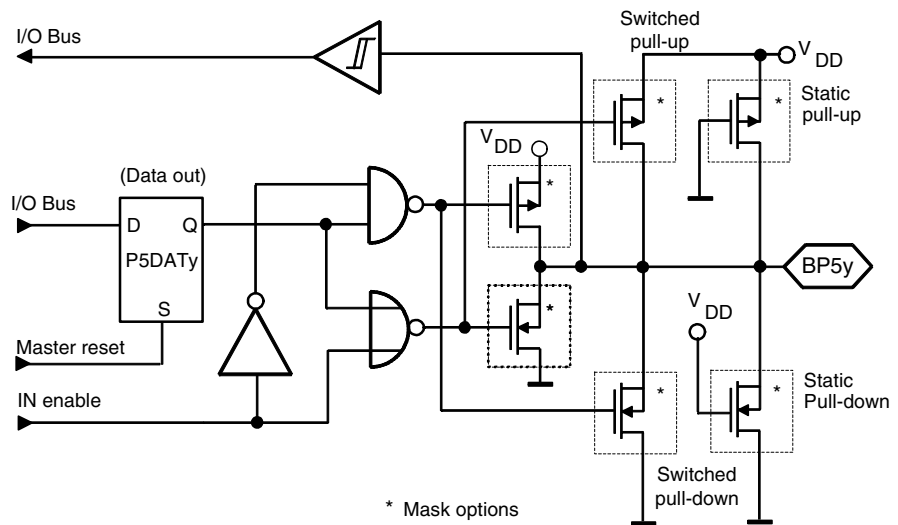 Switched
pull-up
I/O Bus
V DD
Static
pull-up
V DD
*
*
*
(Data out)
I/O Bus
D
Q
P5DATy
S
BP5y
V DD
*
Master reset
IN enable
*
*
Static
Pull-down
Switched
pull-down
* Mask options